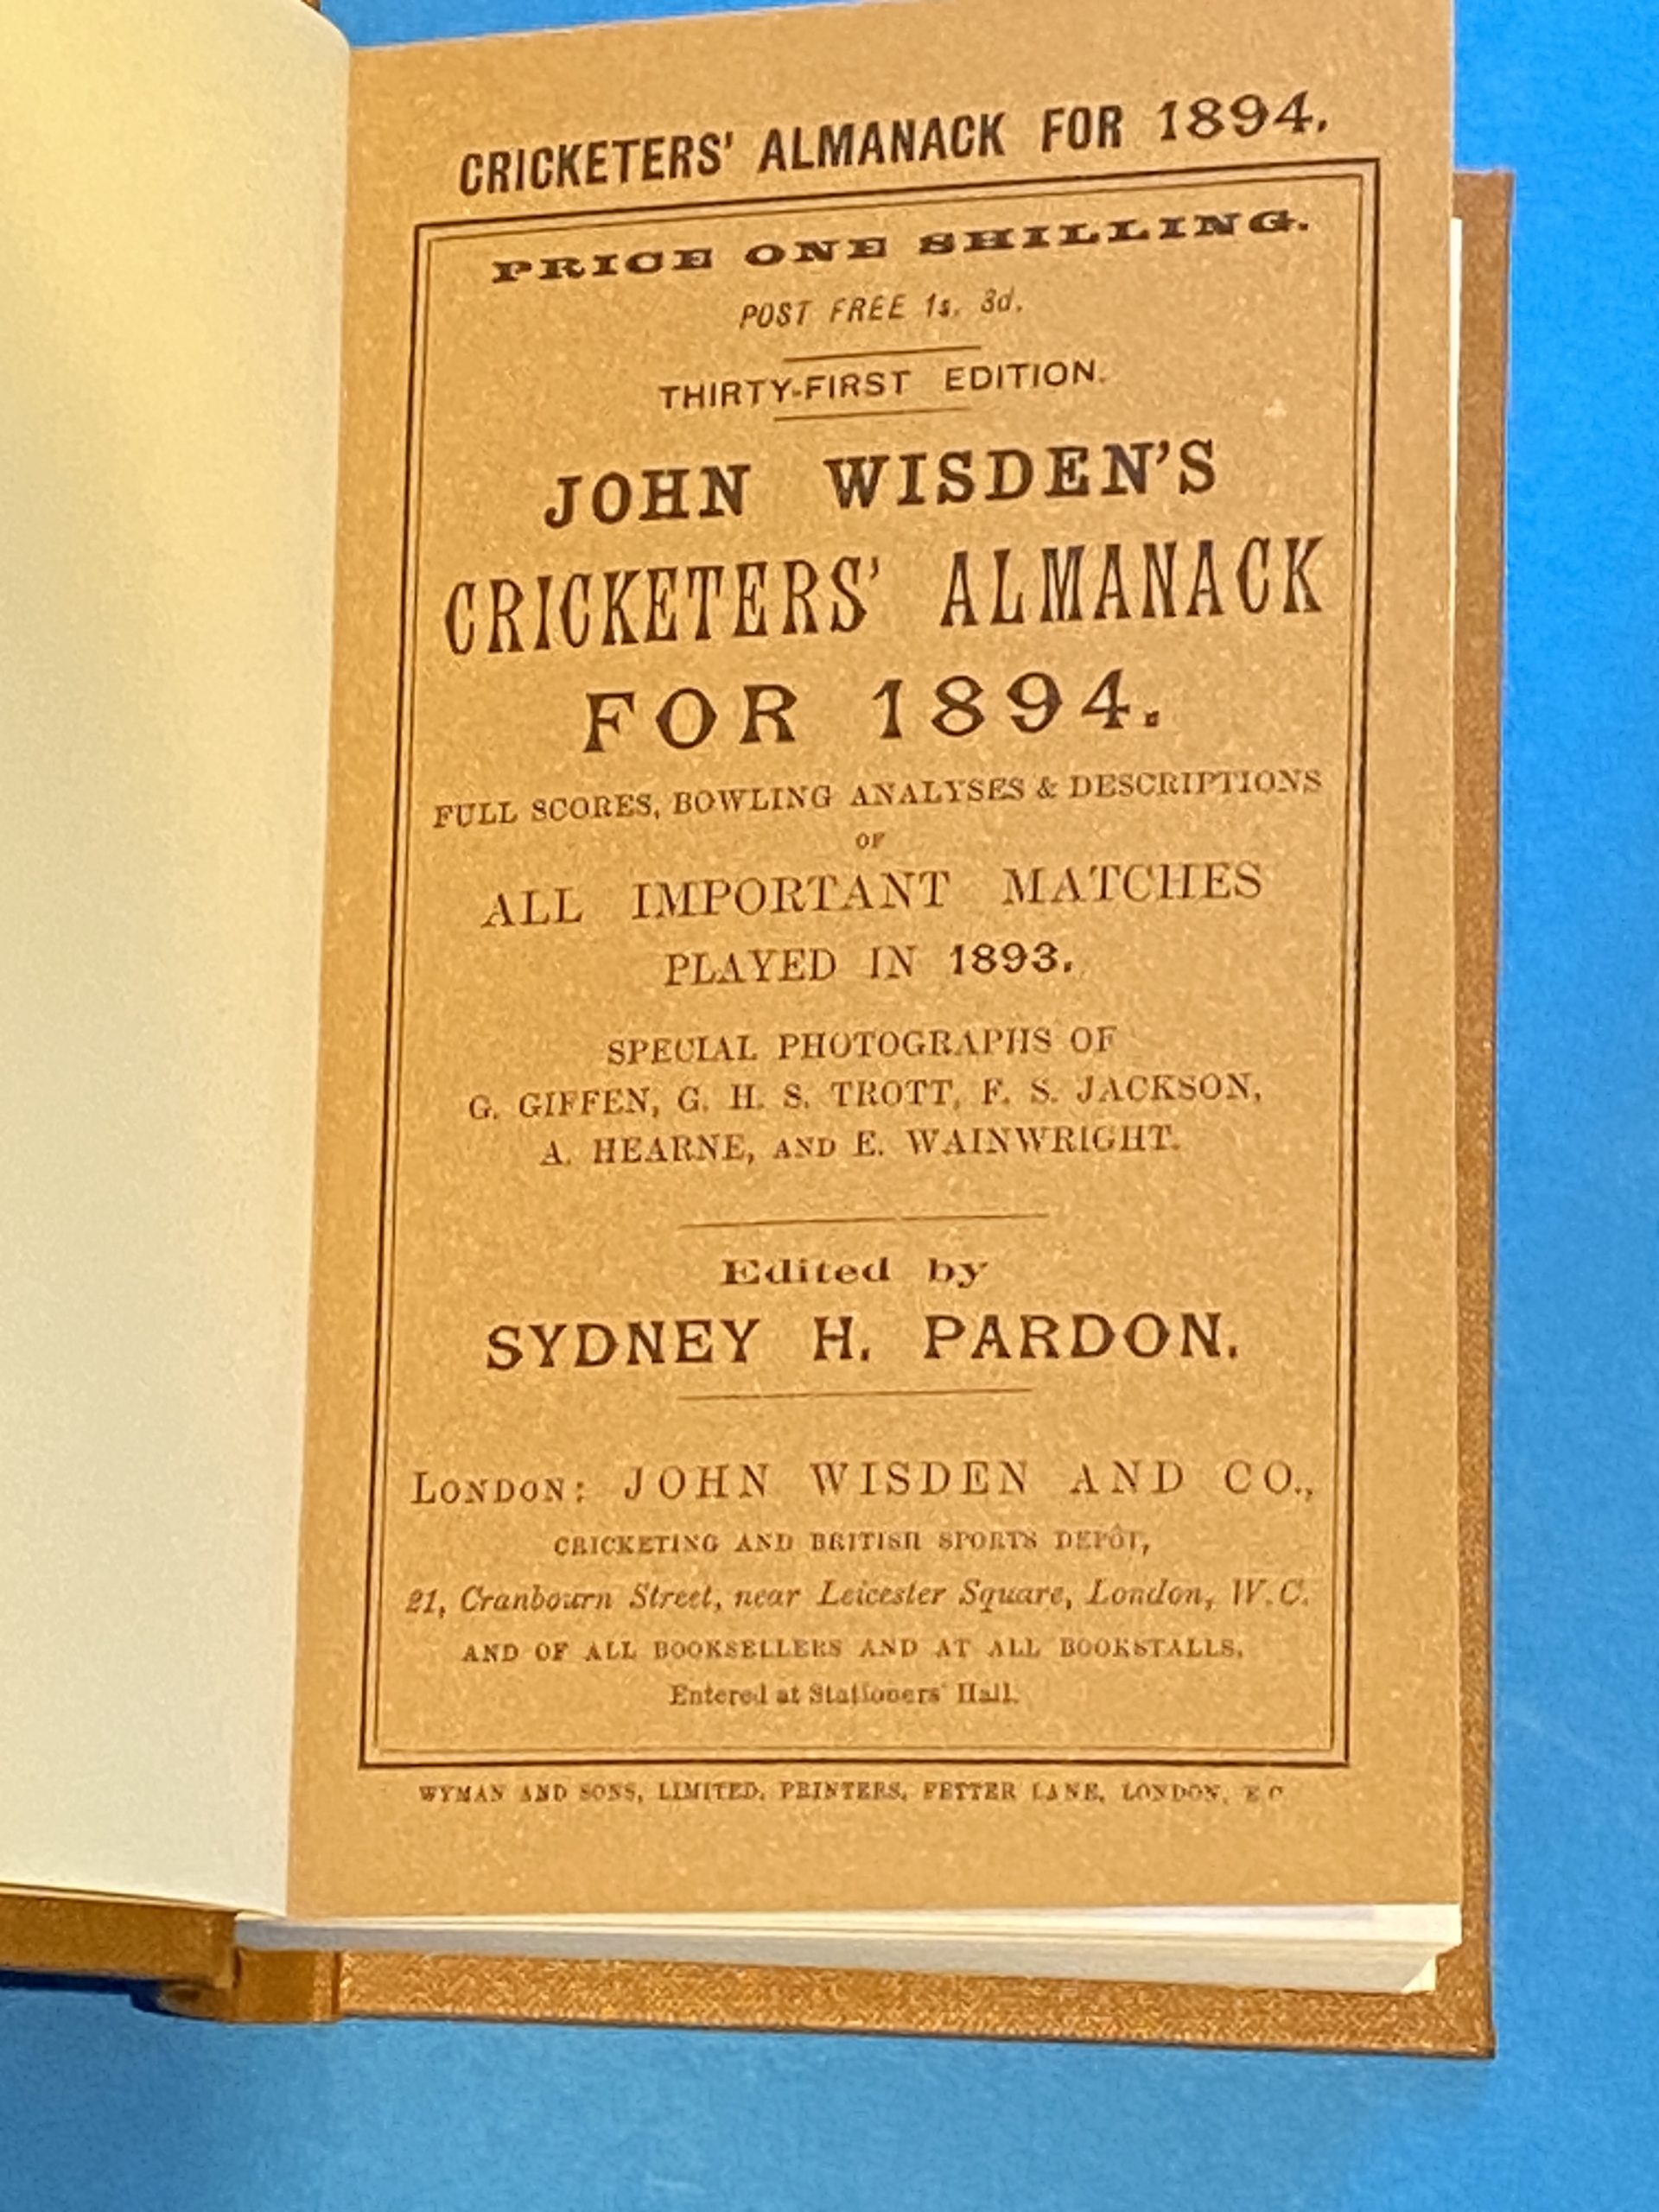 CRICKETERS' ALMANACK FOR 1894.
PRICE ONE SHILLING.
POST FREE 1s. 3d.
THIRTY-FIRST EDITION.
JOHN WISDEN'S
CRICKETERS' ALMANACK
FOR 1894.
FULL SCORES, BOWLING ANALYSES & DESCRIPTIONS
OF
ALL IMPORTANT MATCHES
PLAYED IN 1893.
SPECIAL PHOTOGRAPHS OF
G. GIFFEN, G. H. S. TROTT, F. S. JACKSON,
A. HEARNE, AND E. WAINWRIGHT.
Edited by
SYDNEY H. PARDON.
LONDON: JOHN WISDEN AND CO.,
CRICKETING AND BRITISH SPORTS DEPÔT,
21, Cranbourn Street, near Leicester Square, London, W.C.
AND OF ALL BOOKSELLERS AND AT ALL BOOKSTALLS.
Entered at Stationers' Hall.
WYMAN AND SONS, LIMITED, PRINTERS, FETTER LANE, LONDON, E C